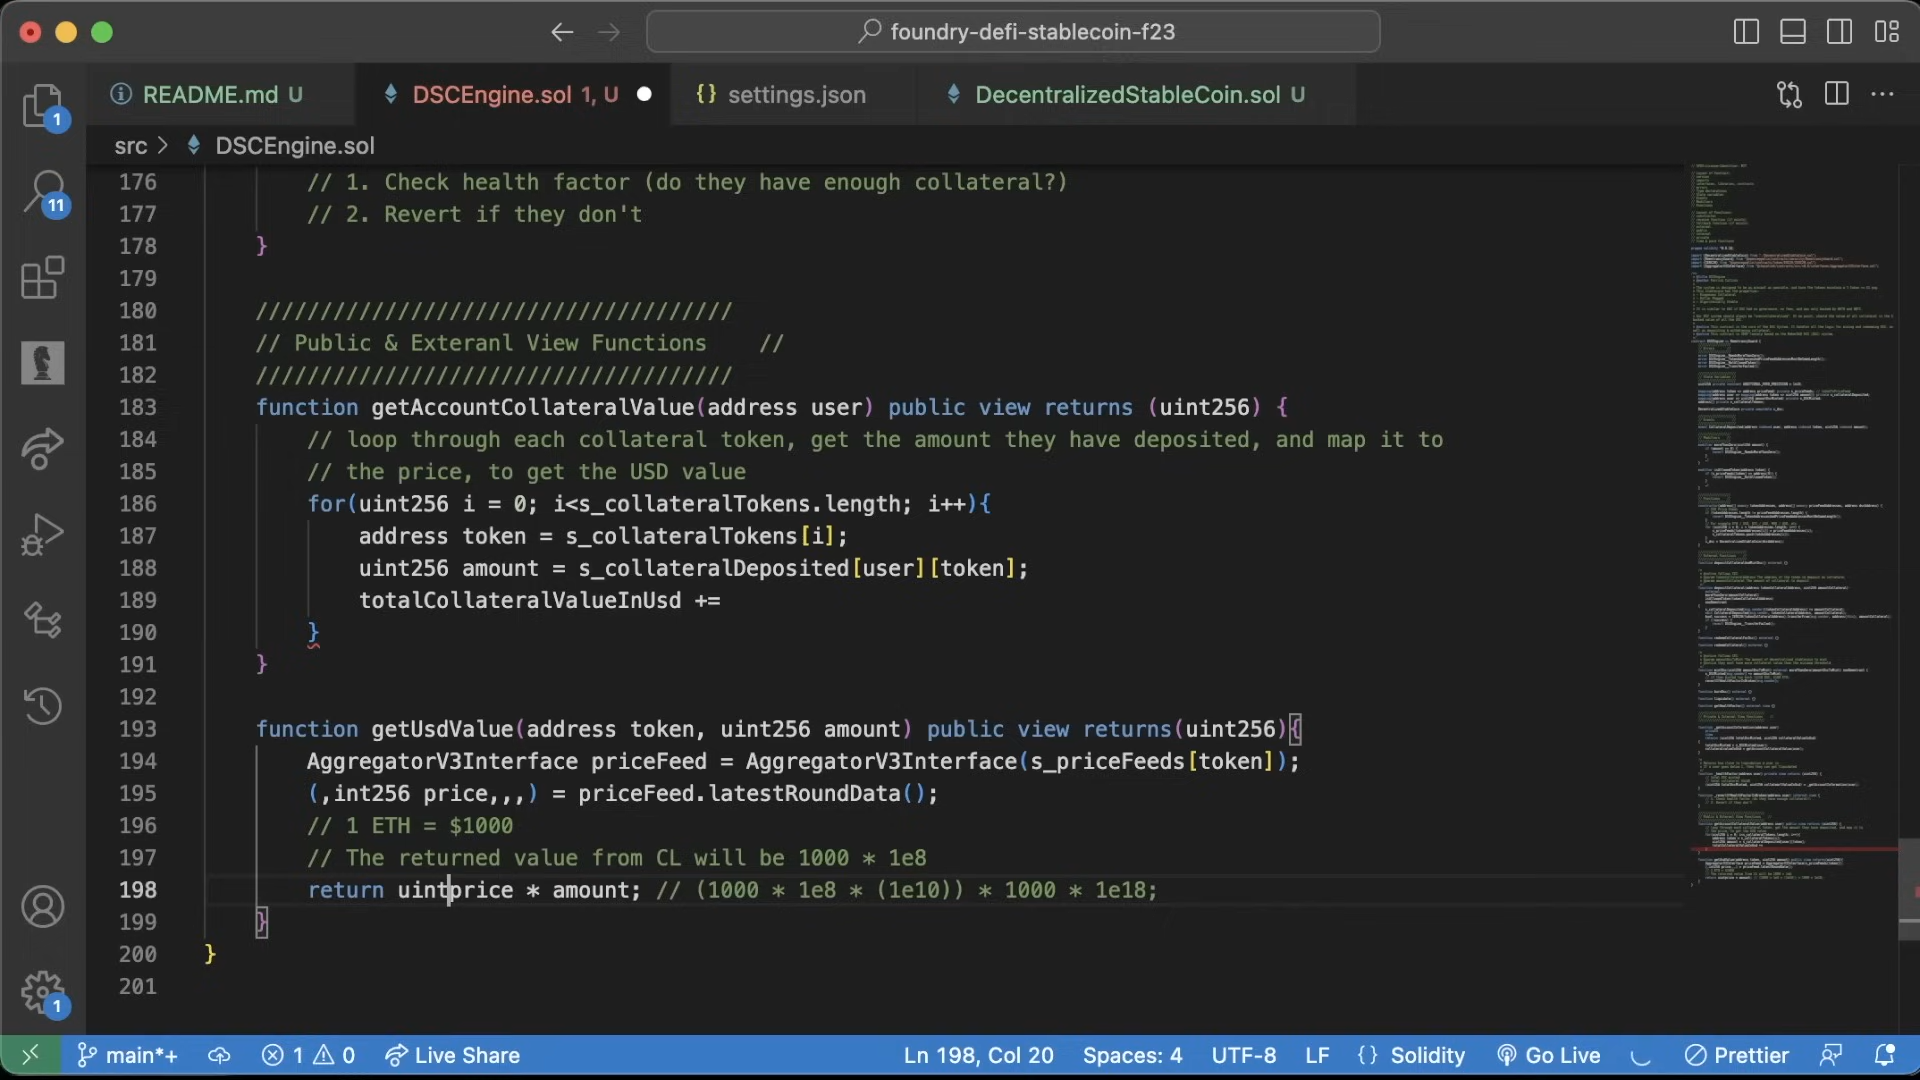 foundry-defi-stablecoin-f23
README.md U
DSCEngine.sol 1, U
{} settings.json
DecentralizedStableCoin.sol U
src > DSCEngine.sol
1
11
1
176 // 1. Check health factor (do they have enough collateral?)
177 // 2. Revert if they don't
178 }
179
180 /////////////////////////////////////
181 // Public & Exteranl View Functions    //
182 /////////////////////////////////////
183 function getAccountCollateralValue(address user) public view returns (uint256) {
184 // loop through each collateral token, get the amount they have deposited, and map it to
185 // the price, to get the USD value
186 for(uint256 i = 0; i<s_collateralTokens.length; i++){
187 address token = s_collateralTokens[i];
188 uint256 amount = s_collateralDeposited[user][token];
189 totalCollateralValueInUsd +=
190 }
191 }
192
193 function getUsdValue(address token, uint256 amount) public view returns(uint256){
194 AggregatorV3Interface priceFeed = AggregatorV3Interface(s_priceFeeds[token]);
195 (,int256 price,,,) = priceFeed.latestRoundData();
196 // 1 ETH = $1000
197 // The returned value from CL will be 1000 * 1e8
198 return uintprice * amount; // (1000 * 1e8 * (1e10)) * 1000 * 1e18;
199 }
200 }
201
main*+ 1 0 Live Share Ln 198, Col 20 Spaces: 4 UTF-8 LF {} Solidity Go Live Prettier